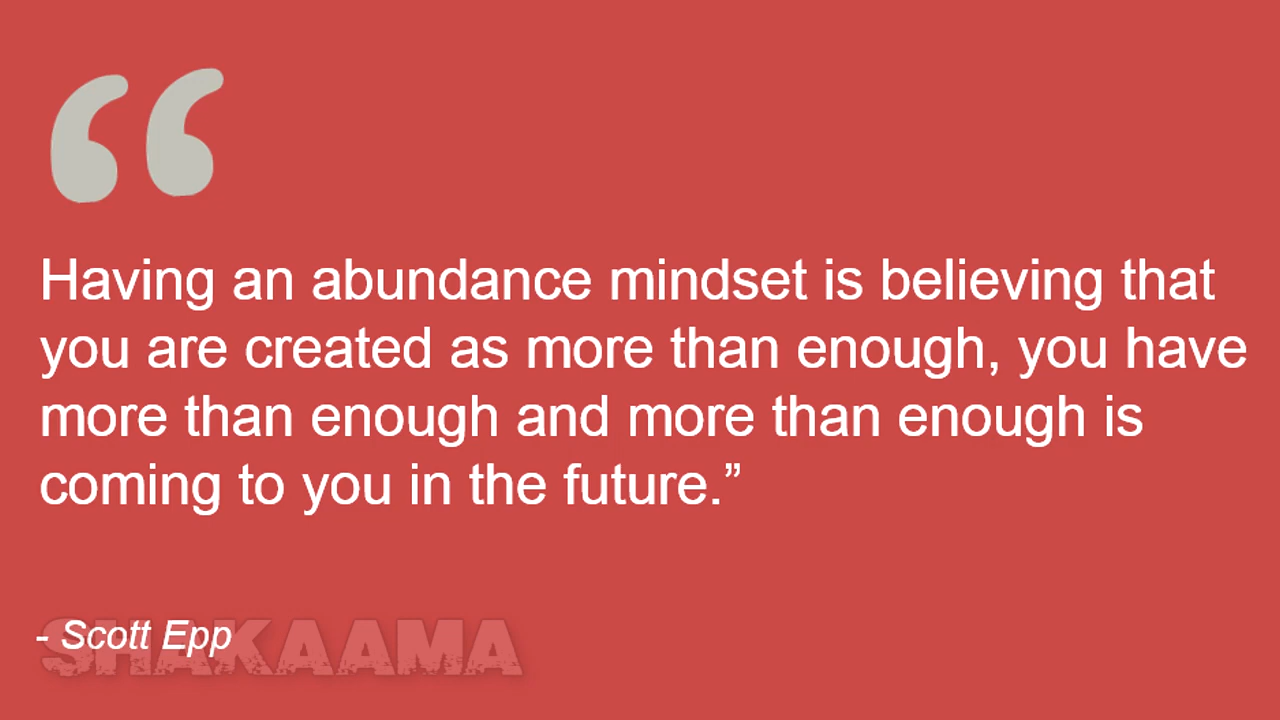 “
Having an abundance mindset is believing that
you are created as more than enough, you have
more than enough and more than enough is
coming to you in the future.”
- Scott Epp
SHAKAAMA